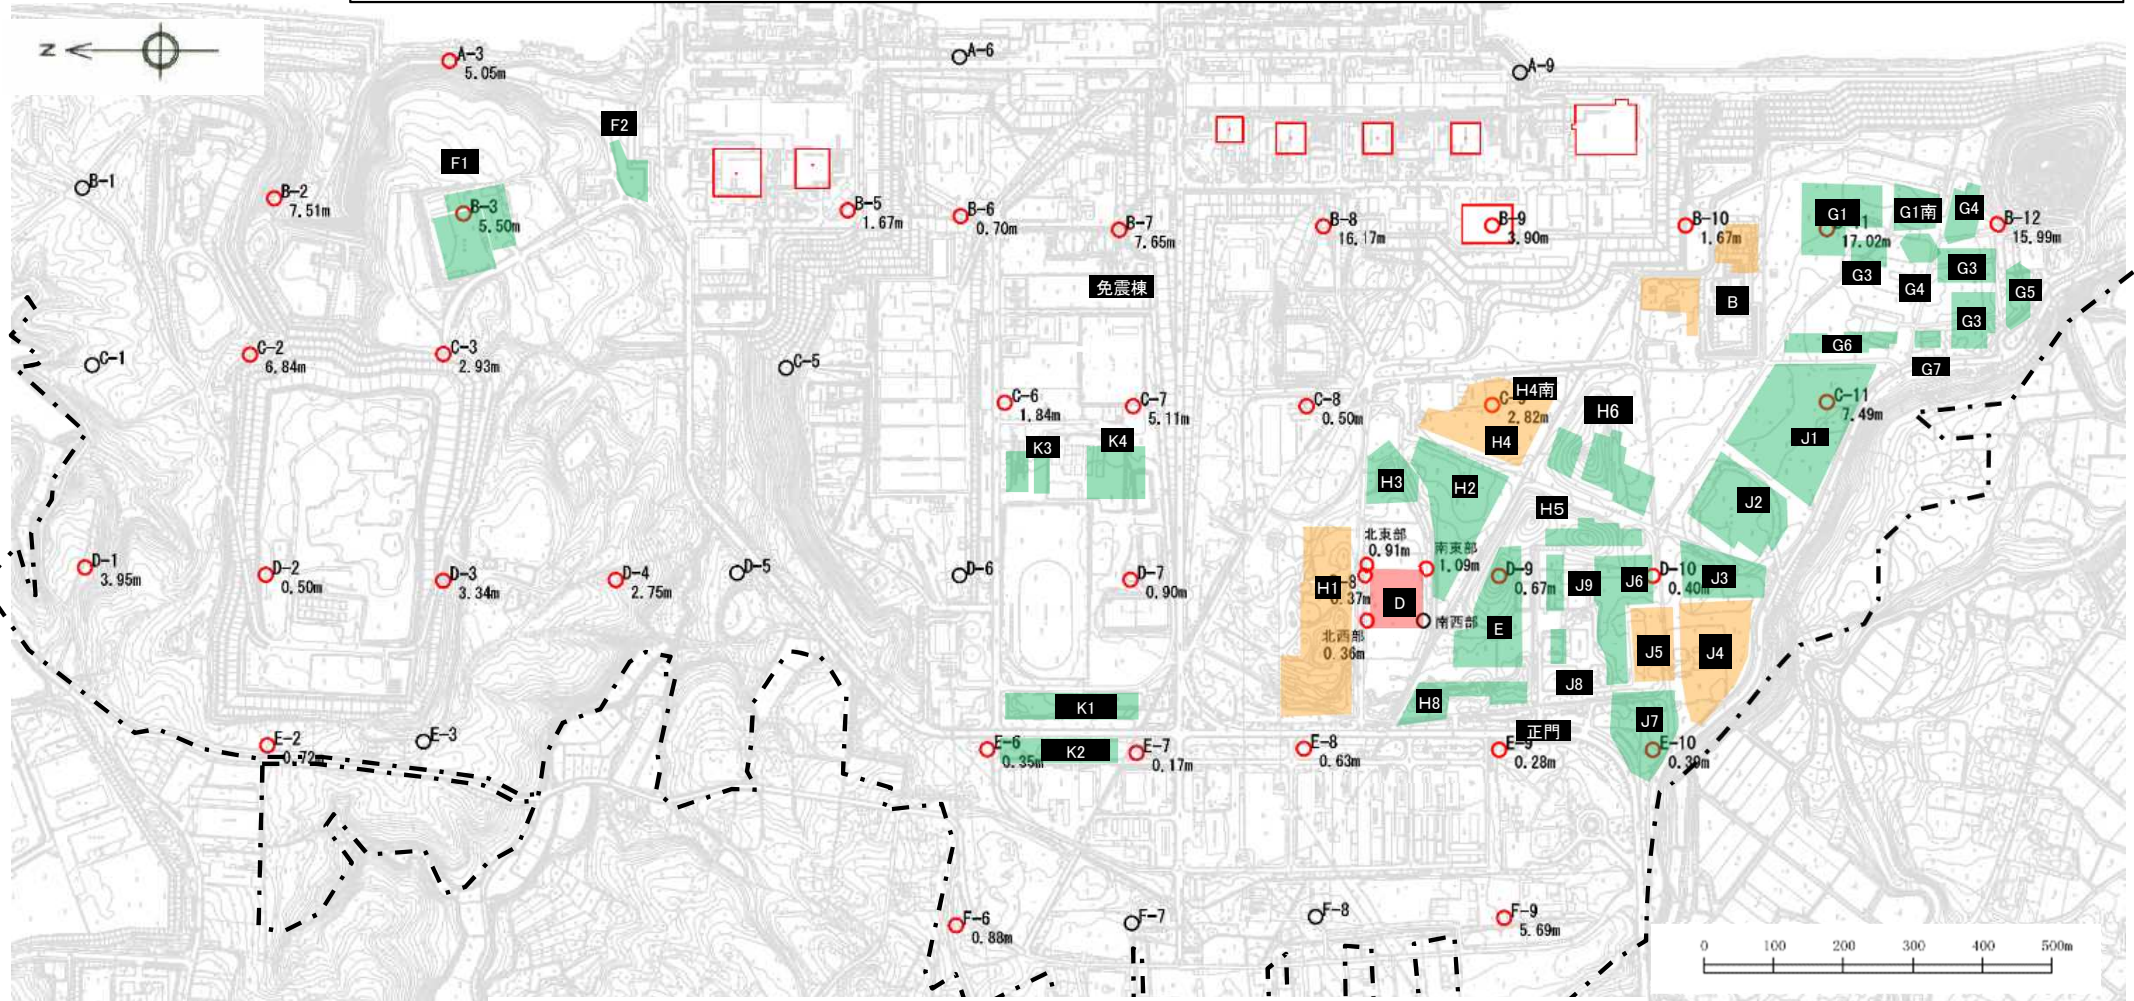 N
A-3
5.05m
A-6
A-9
F2
F1
B-1
B-2
7.51m
B-3
5.50m
B-5
1.67m
B-6
0.70m
B-7
7.65m
B-8
16.17m
B-9
3.90m
B-10
1.67m
G1
17.02m
G1南
G4
B-12
15.99m
G3
G4
G3
G5
G3
免震棟
B
G6
G7
C-1
C-2
6.84m
C-3
2.93m
C-5
C-6
1.84m
C-7
5.11m
C-8
0.50m
H4南
2.82m
H4
H6
C-11
7.49m
J1
K3
K4
H3
H2
H5
J2
北東部
0.91m
南東部
1.09m
D-1
3.95m
D-2
0.50m
D-3
3.34m
D-4
2.75m
D-5
D-6
D-7
0.90m
H1
0.37m
D
D-9
0.67m
J9
J6
D-10
0.40m
J3
北西部
0.36m
南西部
E
J5
J4
J8
H8
K1
J7
正門
E-2
0.72m
E-3
E-6
0.35m
K2
E-7
0.17m
E-8
0.63m
E-9
0.28m
E-10
0.39m
F-6
0.88m
F-7
F-8
F-9
5.69m
0 100 200 300 400 500m